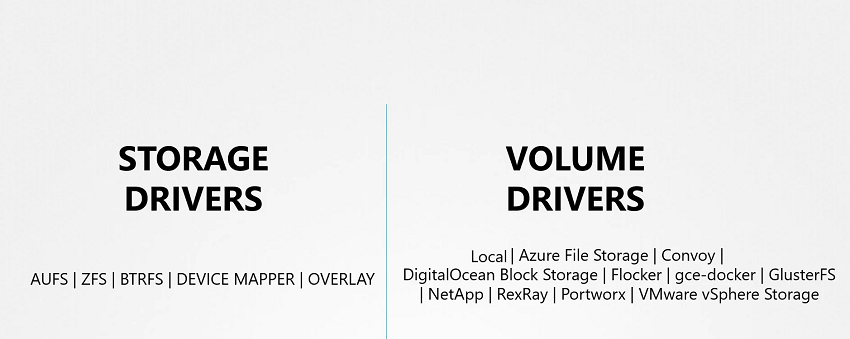 STORAGE
DRIVERS
AUFS | ZFS | BTRFS | DEVICE MAPPER | OVERLAY
VOLUME
DRIVERS
Local | Azure File Storage | Convoy |
DigitalOcean Block Storage | Flocker | gce-docker | GlusterFS
| NetApp | RexRay | Portworx | VMware vSphere Storage